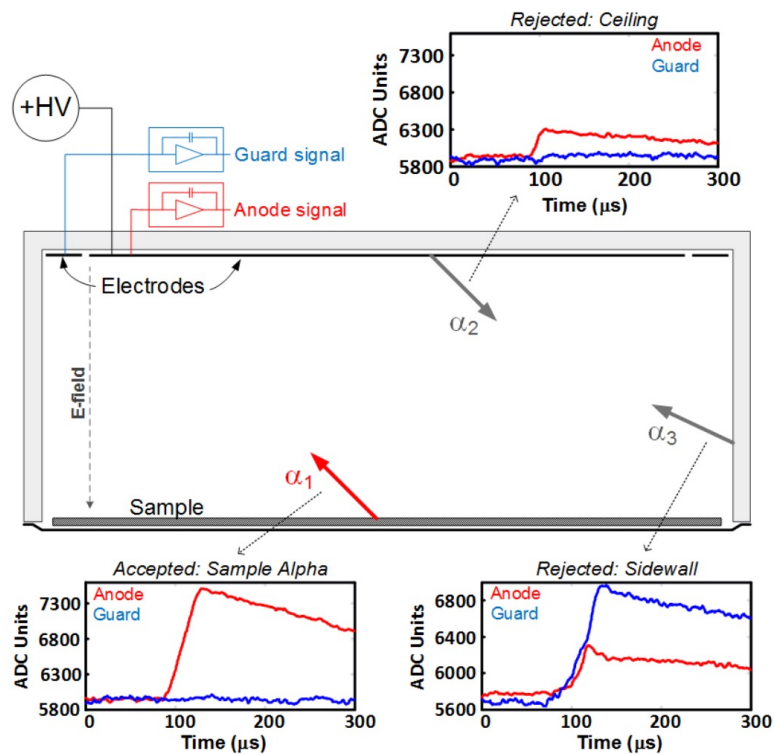 Rejected: Ceiling
ADC Units
7300
6800
6300
5800
Anode
Guard
0
100
200
300
Time (μs)
+HV
Guard signal
Anode signal
Electrodes
E-field
α2
α3
α1
Sample
Accepted: Sample Alpha
ADC Units
7300
6800
6300
5800
Anode
Guard
0
100
200
300
Time (μs)
Rejected: Sidewall
ADC Units
6800
6400
6000
5600
Anode
Guard
0
100
200
300
Time (μs)